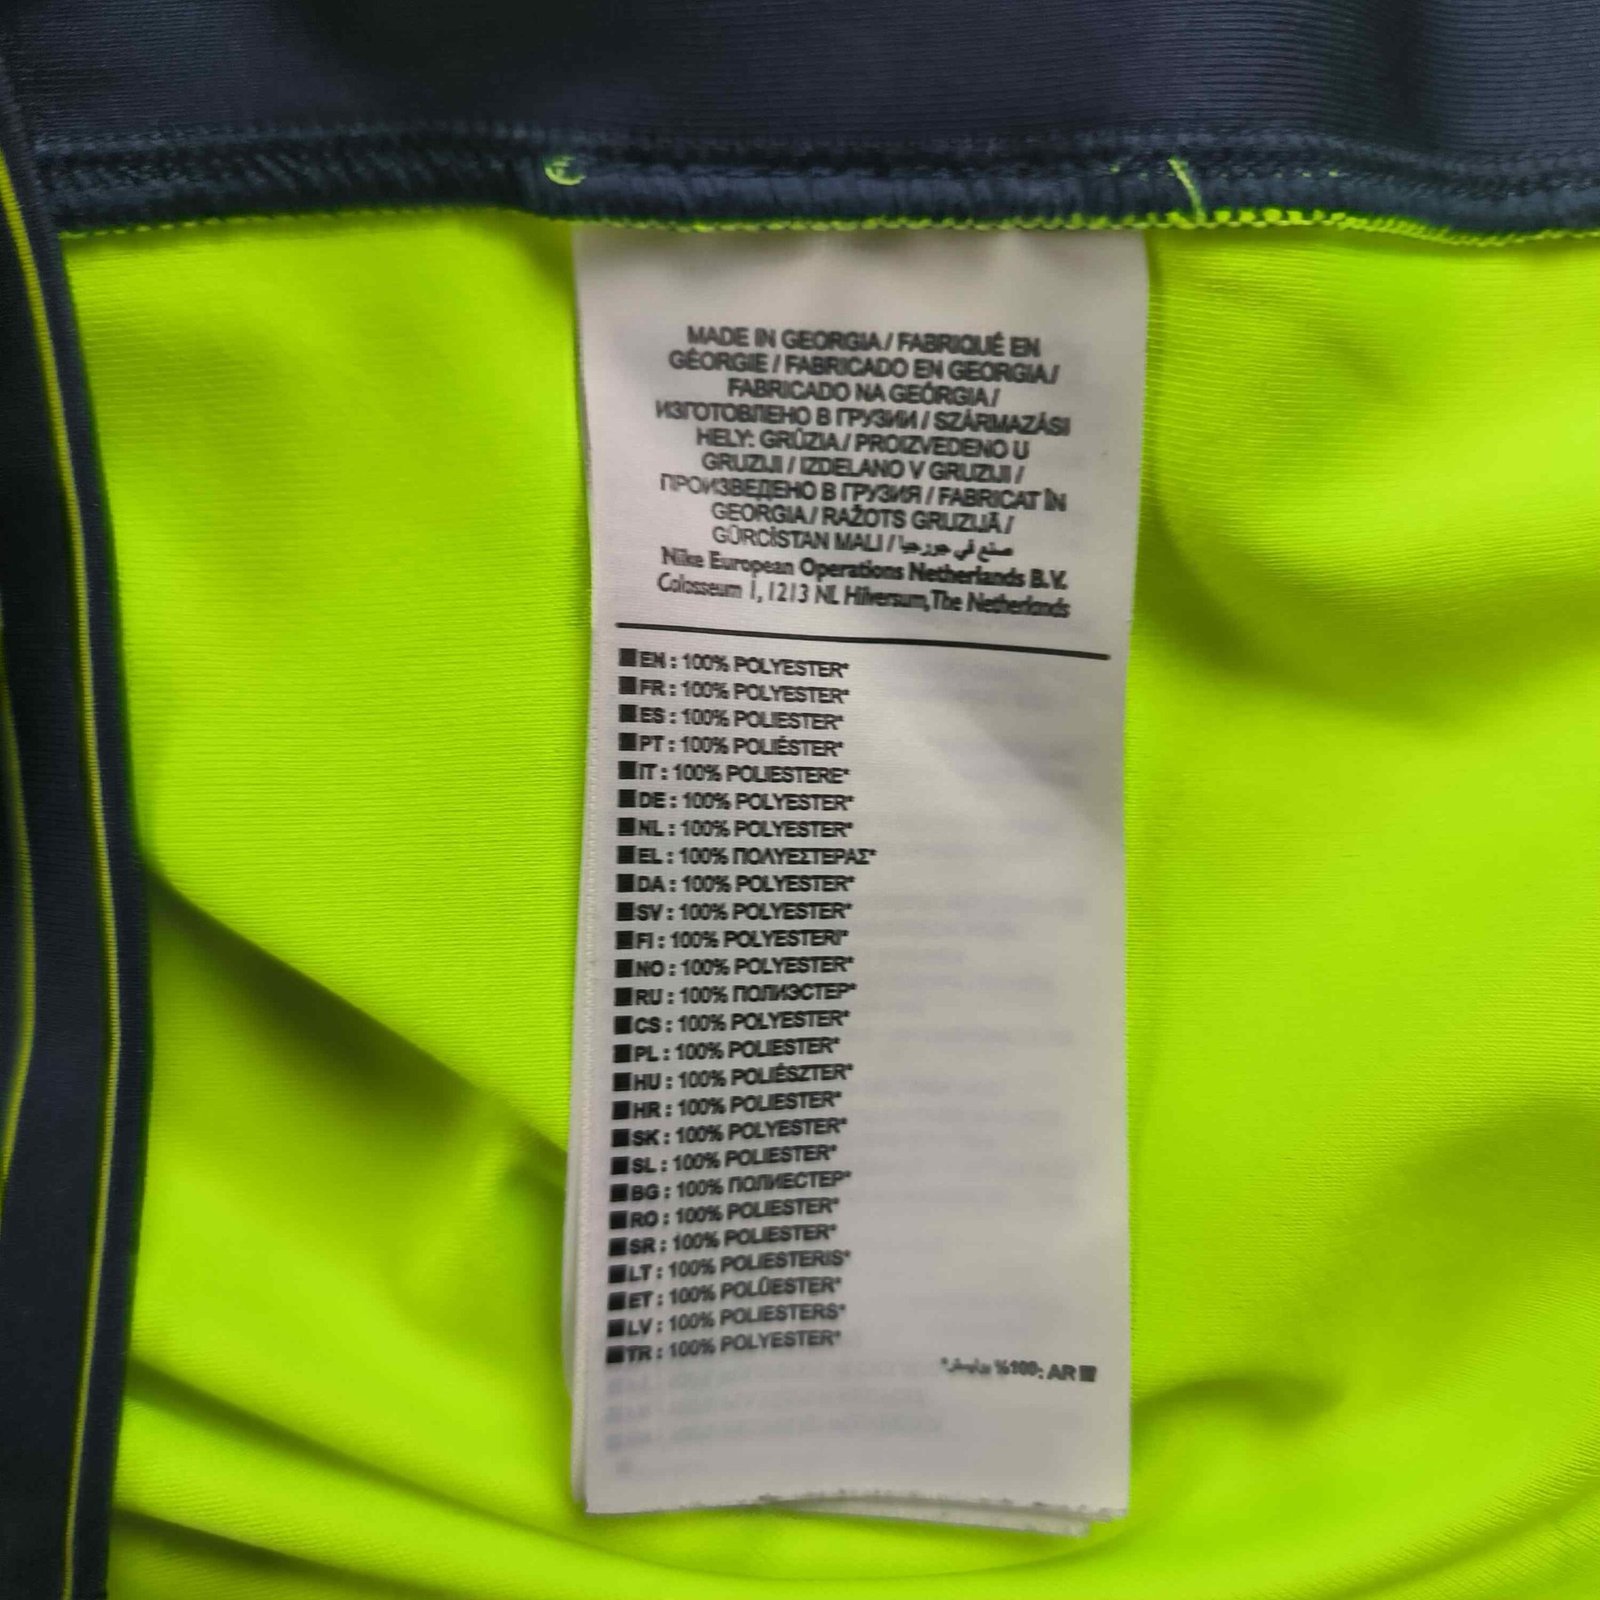 MADE IN GEORGIA / FABRIQUÉ EN
GÉORGIE / FABRICADO EN GEORGIA /
FABRICADO NA GEÓRGIA /
ИЗГОТОВЛЕНО В ГРУЗИИ / SZÁRMAZÁSI
HELY: GRÚZIA / PROIZVEDENO U
GRUZIJI / IZDELANO V GRUZIJI /
ПРОИЗВЕДЕНО В ГРУЗИЯ / FABRICAT ÎN
GEORGIA / RAŽOTS GRUZIJĀ /
GÜRCİSTAN MALI / صنع في جورجيا
Nike European Operations Netherlands B.V.
Colosseum 1, 1213 NL Hilversum, The Netherlands
EN : 100% POLYESTER*
FR : 100% POLYESTER*
ES : 100% POLIESTER*
PT : 100% POLIÉSTER*
IT : 100% POLIESTERE*
DE : 100% POLYESTER*
NL : 100% POLYESTER*
EL : 100% ΠΟΛΥΕΣΤΕΡΑΣ*
DA : 100% POLYESTER*
SV : 100% POLYESTER*
FI : 100% POLYESTERI*
NO : 100% POLYESTER*
RU : 100% ПОЛИЭСТЕР*
CS : 100% POLYESTER*
PL : 100% POLIESTER*
HU : 100% POLIÉSZTER*
HR : 100% POLIESTER*
SK : 100% POLYESTER*
SL : 100% POLIESTER*
BG : 100% ПОЛИЕСТЕР*
RO : 100% POLIESTER*
SR : 100% POLIESTER*
LT : 100% POLIESTERIS*
ET : 100% POLÜESTER*
LV : 100% POLIESTERS*
TR : 100% POLYESTER*
AR :100%